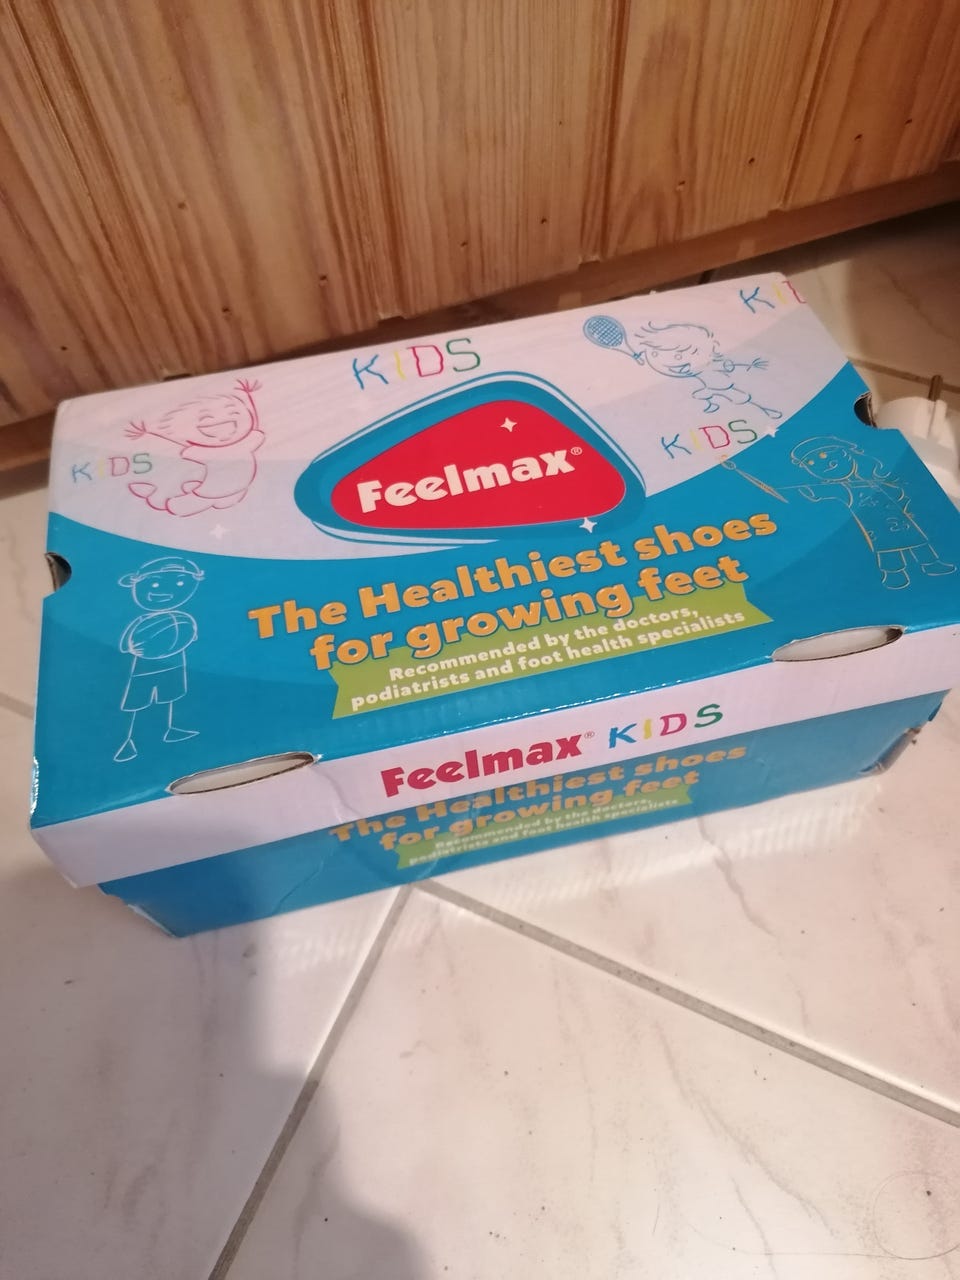 KIDS
KI
KIDS
KIDS
Feelmax®
The Healthiest shoes
for growing feet
Recommended by the doctors,
podiatrists and foot health specialists
Feelmax® KIDS
The Healthiest shoes
for growing feet
Recommended by the doctors,
podiatrists and foot health specialists